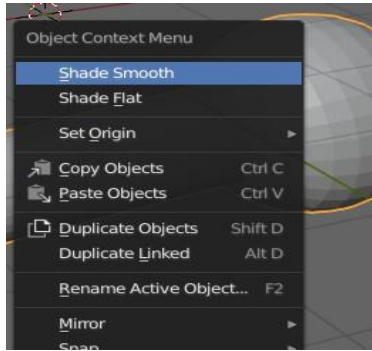 Object Context Menu
Shade Smooth
Shade Flat
Set Origin
Copy Objects Ctrl C
Paste Objects Ctrl V
Duplicate Objects Shift D
Duplicate Linked Alt D
Rename Active Object... F2
Mirror
Snap